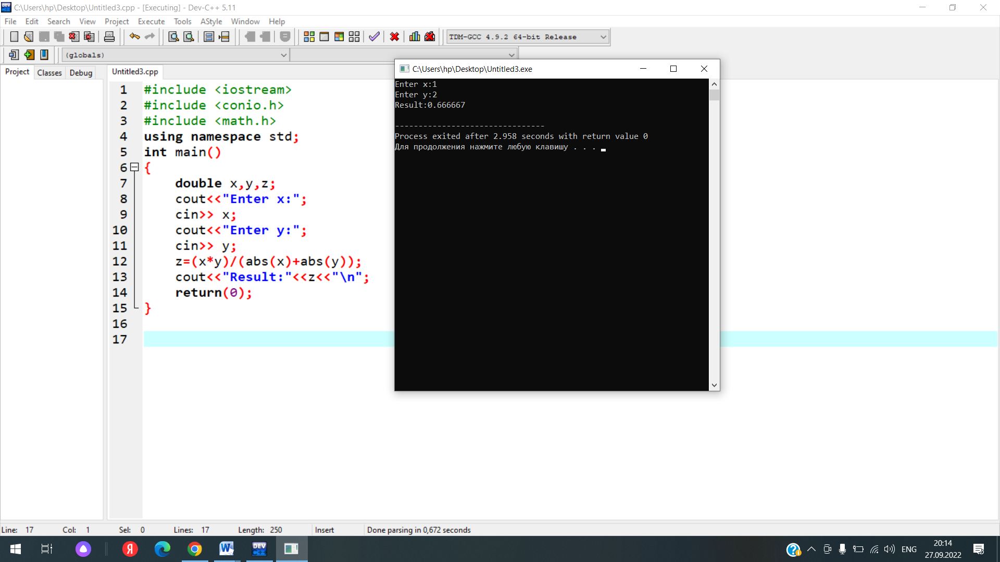 C:\Users\hp\Desktop\Untitled3.cpp - [Executing] - Dev-C++ 5.11
File Edit Search View Project Execute Tools AStyle Window Help
TDM-GCC 4.9.2 64-bit Release
(globals)
Project Classes Debug
Untitled3.cpp
1 #include <iostream>
2 #include <conio.h>
3 #include <math.h>
4 using namespace std;
5 int main()
6 {
7 double x,y,z;
8 cout<<"Enter x:";
9 cin>> x;
10 cout<<"Enter y:";
11 cin>> y;
12 z=(x*y)/(abs(x)+abs(y));
13 cout<<"Result:"<<z<<"\n";
14 return(0);
15 }
16
17
C:\Users\hp\Desktop\Untitled3.exe
Enter x:1
Enter y:2
Result:0.666667
--------------------------------
Process exited after 2.958 seconds with return value 0
Для продолжения нажмите любую клавишу . . .
Line: 17 Col: 1 Sel: 0 Lines: 17 Length: 250 Insert Done parsing in 0,672 seconds
Я
W
DEV C++
ENG
20:14
27.09.2022